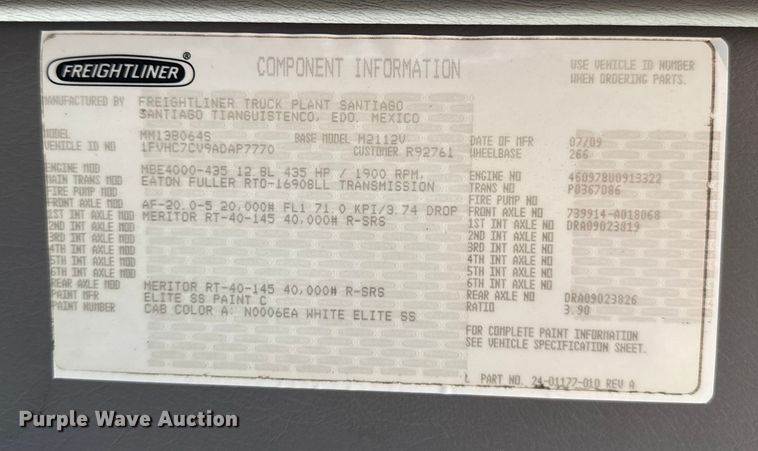 FREIGHTLINER ®
COMPONENT INFORMATION
USE VEHICLE ID NUMBER
WHEN ORDERING PARTS.
MANUFACTURED BY FREIGHTLINER TRUCK PLANT SANTIAGO
SANTIAGO TIANGUISTENCO, EDO. MEXICO
MODEL MM138064S BASE MODEL M2112V DATE OF MFR 07/09
VEHICLE ID NO 1FVHC7CV9ADAP7770 CUSTOMER R92761 WHEELBASE 266
ENGINE MOD MBE4000-435 12.8L 435 HP / 1900 RPM, ENGINE NO 460978U0913322
MAIN TRANS MOD EATON FULLER RTO-16908LL TRANSMISSION TRANS NO P0367086
FIRE PUMP MOD FIRE PUMP NO
FRONT AXLE MOD AF-20.0-5 20,000# FL1 71.0 KPI/3.74 DROP FRONT AXLE NO 739914-A018068
1ST INT AXLE MOD MERITOR RT-40-145 40,000# R-SRS 1ST INT AXLE NO DRA09023819
2ND INT AXLE MOD 2ND INT AXLE NO
3RD INT AXLE MOD 3RD INT AXLE NO
4TH INT AXLE MOD 4TH INT AXLE NO
5TH INT AXLE MOD 5TH INT AXLE NO
6TH INT AXLE MOD 6TH INT AXLE NO
REAR AXLE MOD MERITOR RT-40-145 40,000# R-SRS REAR AXLE NO DRA09023826
PAINT MFR ELITE SS PAINT C RATIO 3.90
PAINT NUMBER CAB COLOR A: N0006EA WHITE ELITE SS
FOR COMPLETE PAINT INFORMATION
SEE VEHICLE SPECIFICATION SHEET.
PART NO. 24-01177-010 REV A
Purple Wave Auction